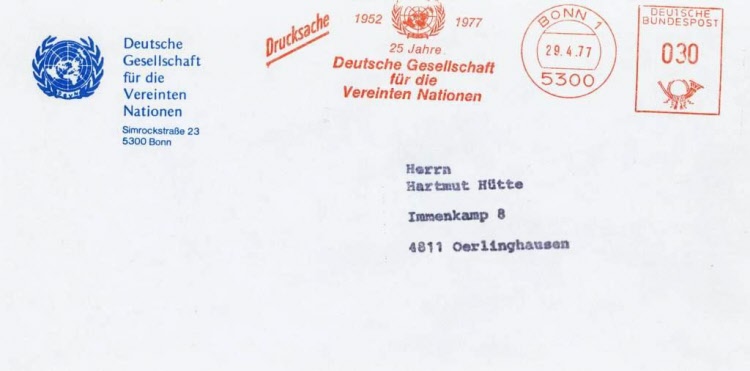 Deutsche
Gesellschaft
für die
Vereinten
Nationen
Simrockstraße 23
5300 Bonn
Drucksache
1952 1977
25 Jahre
Deutsche Gesellschaft
für die
Vereinten Nationen
BONN 1
29.4.77
5300
DEUTSCHE
BUNDESPOST
030
Herrn
Hartmut Hütte
Immenkamp 8
4811 Oerlinghausen